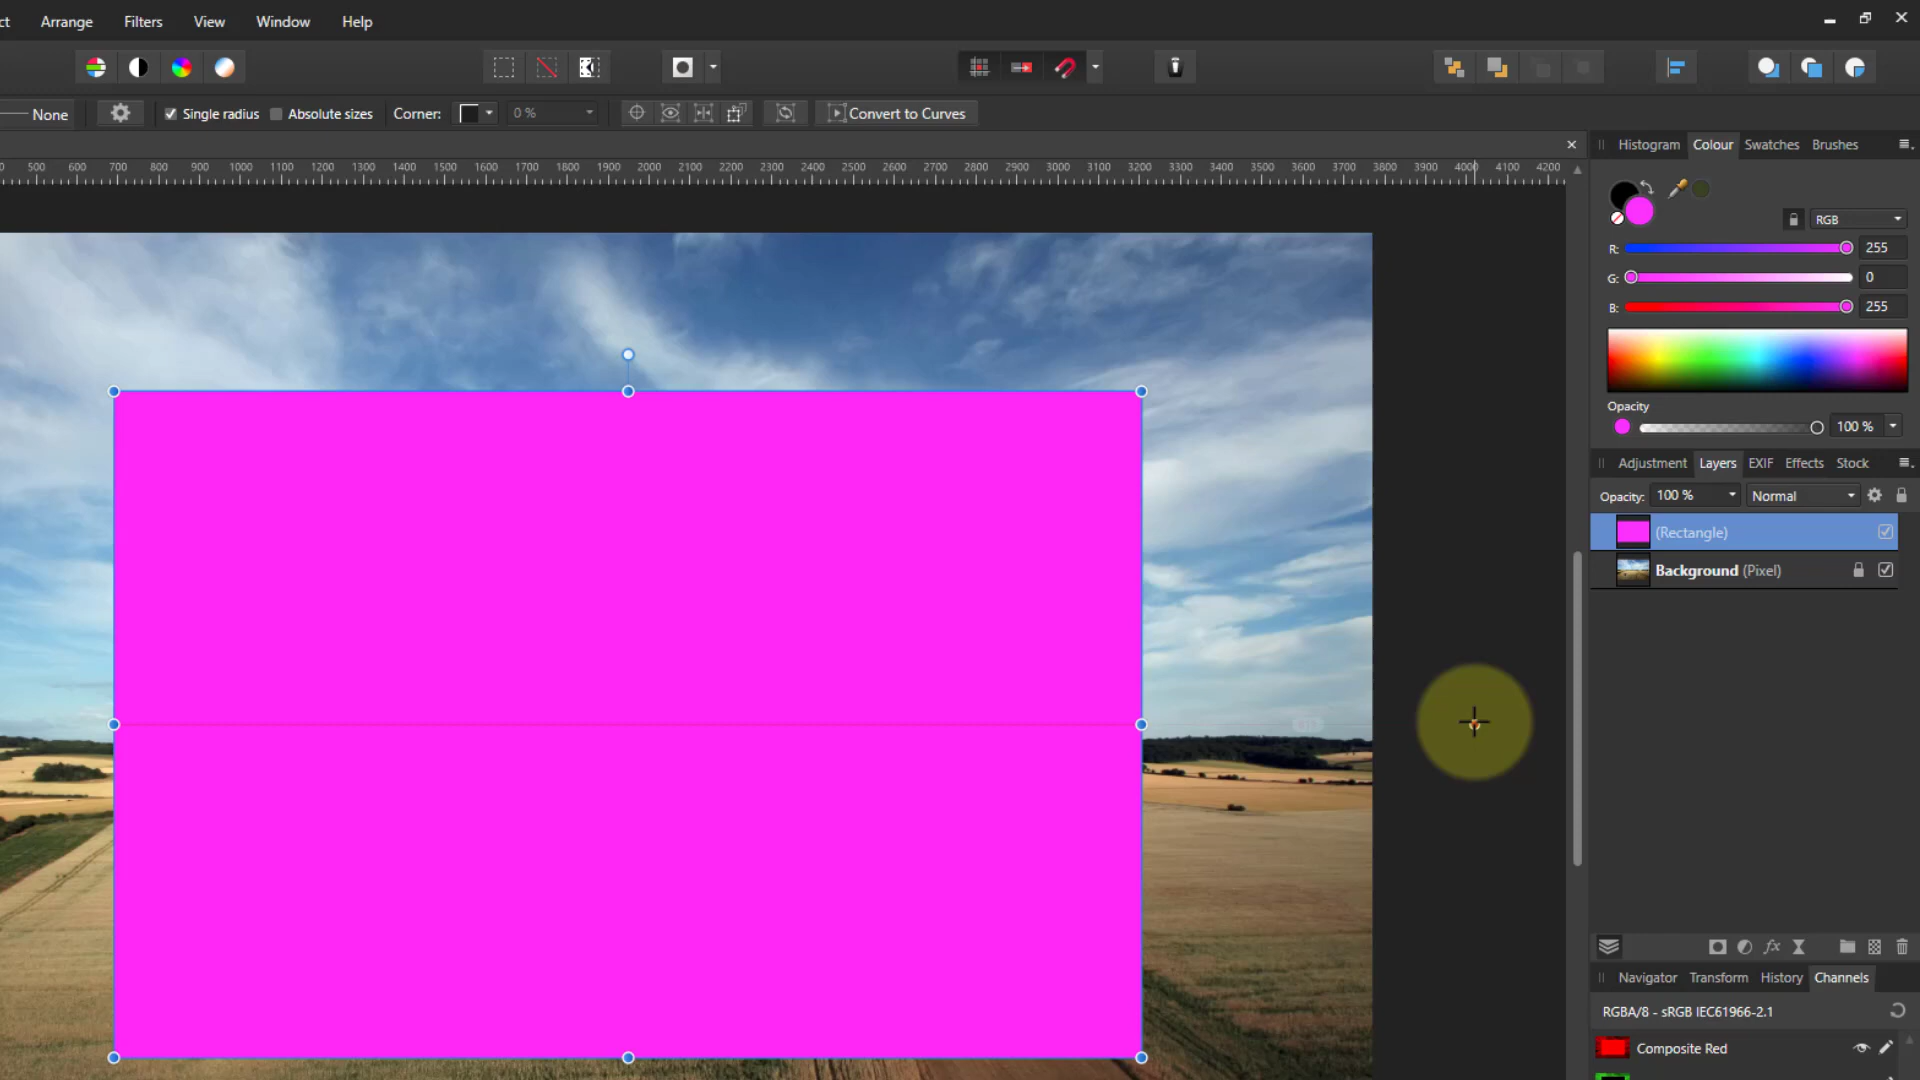 ct Arrange Filters View Window Help
None Single radius Absolute sizes Corner: 0 % Convert to Curves
Histogram Colour Swatches Brushes
0 500 600 700 800 900 1000 1100 1200 1300 1400 1500 1600 1700 1800 1900 2000 2100 2200 2300 2400 2500 2600 2700 2800 2900 3000 3100 3200 3300 3400 3500 3600 3700 3800 3900 4000 4100 4200
RGB
R: 255
G: 0
B: 255
Opacity
100 %
Adjustment Layers EXIF Effects Stock
Opacity: 100 % Normal
(Rectangle)
Background (Pixel)
fx
Navigator Transform History Channels
RGBA/8 - sRGB IEC61966-2.1
Composite Red